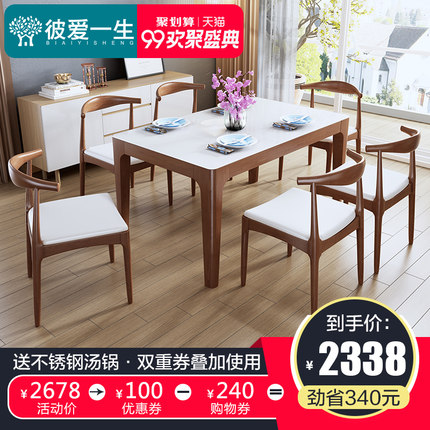 彼爱一生
BIAIYISHENG
聚划算 天猫
99欢聚盛典
到手价:
¥2338
劲省340元
送不锈钢汤锅·双重券叠加使用
¥2678 - ¥100 - ¥240
活动价 优惠券 购物券